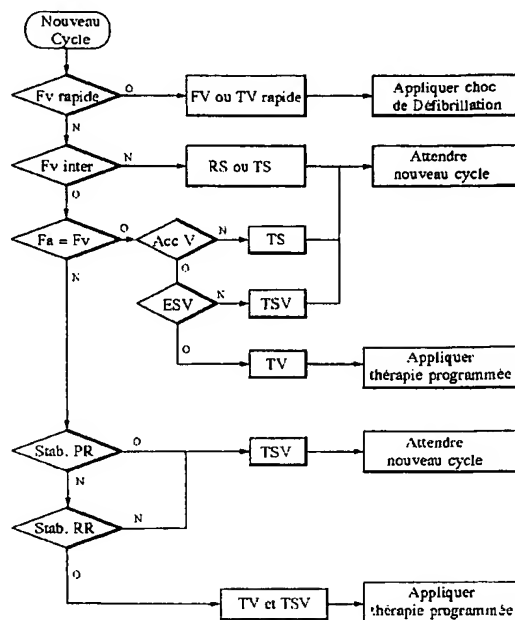 Nouveau
Cycle
Fv rapide
O
FV ou TV rapide
Appliquer choc
de Défibrillation
N
Fv inter
N
RS ou TS
Attendre
nouveau cycle
O
Fa = Fv
O
Acc V
N
TS
N
O
ESV
N
TSV
O
TV
Appliquer
thérapie programmée
Stab. PR
O
TSV
Attendre
nouveau cycle
N
Stab. RR
N
O
TV et TSV
Appliquer
thérapie programmée